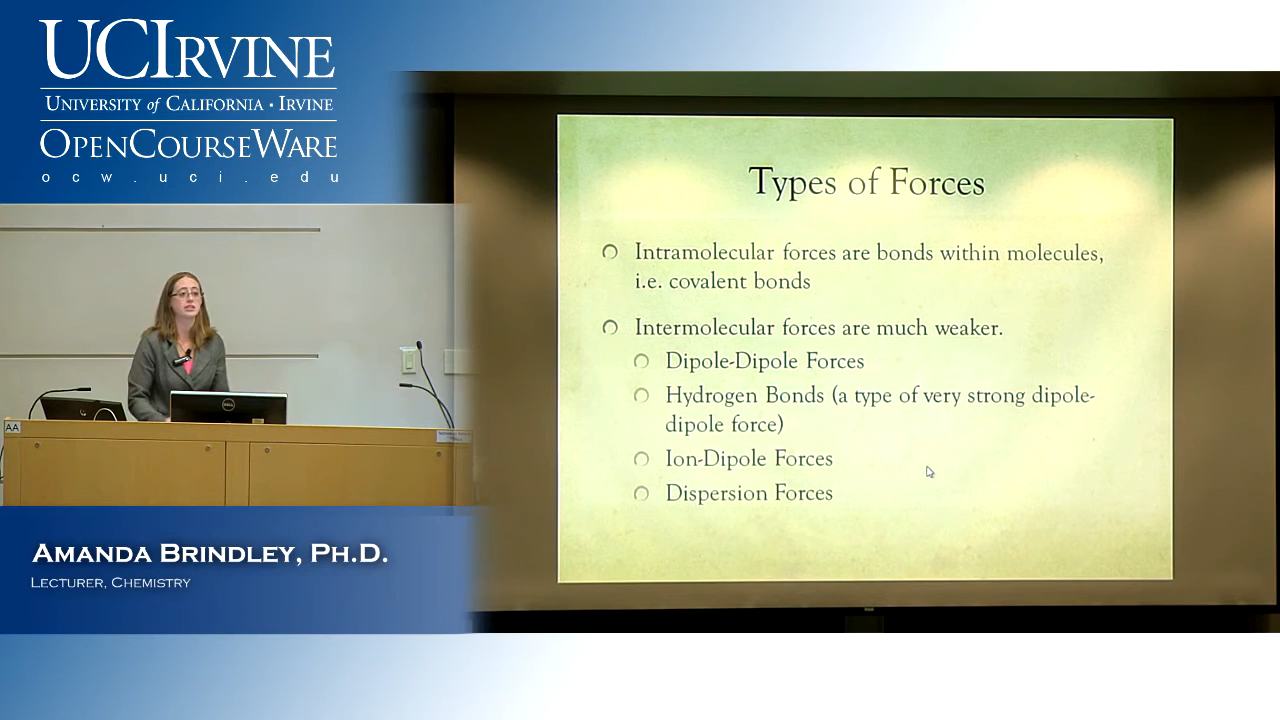 UCIRVINE
UNIVERSITY of CALIFORNIA · IRVINE
OPENCOURSEWARE
ocw.uci.edu
Types of Forces
Intramolecular forces are bonds within molecules,
i.e. covalent bonds
Intermolecular forces are much weaker.
Dipole-Dipole Forces
Hydrogen Bonds (a type of very strong dipole-
dipole force)
Ion-Dipole Forces
Dispersion Forces
AA
DELL
AMANDA BRINDLEY, PH.D.
LECTURER, CHEMISTRY